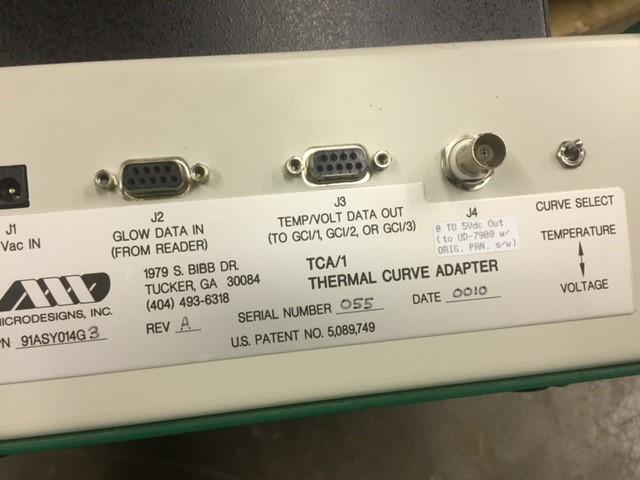 J1
Vac IN
J2
GLOW DATA IN
(FROM READER)
J3
TEMP/VOLT DATA OUT
(TO GCI/1, GCI/2, OR GCI/3)
J4
0 TO 5Vdc Out
(to UD-7900 w/
ORIG. PAN. s/w)
CURVE SELECT
TEMPERATURE
VOLTAGE
1979 S. BIBB DR.
TUCKER, GA 30084
(404) 493-6318
REV A
TCA/1
THERMAL CURVE ADAPTER
SERIAL NUMBER 055
DATE 0010
U.S. PATENT NO. 5,089,749
MICRODESIGNS, INC.
PN 91ASY014G3